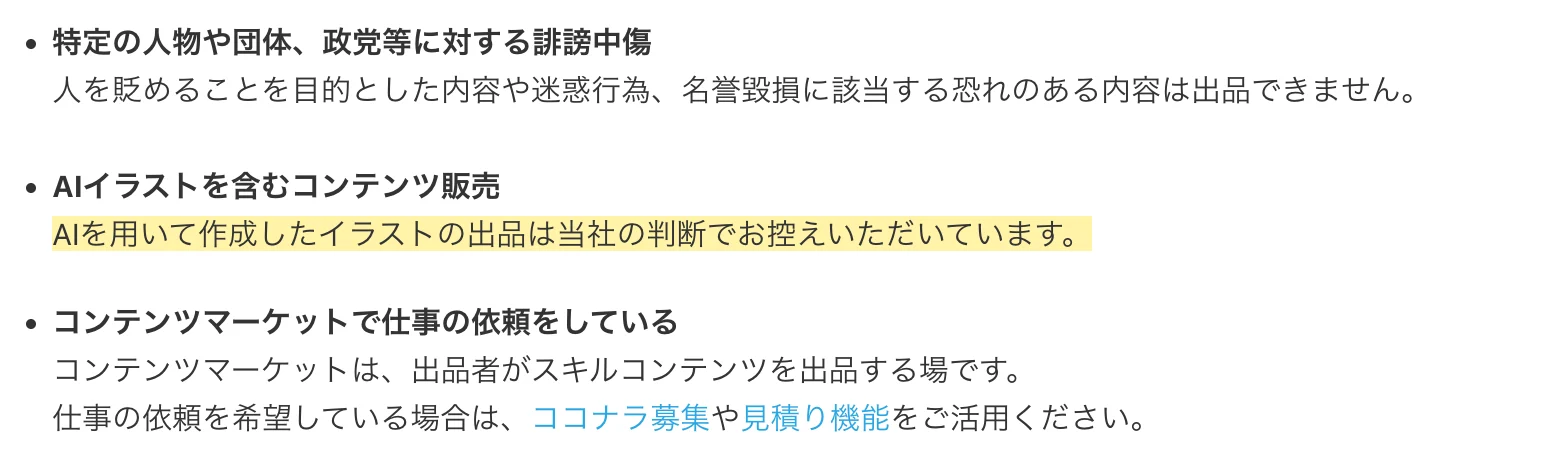 • 特定の人物や団体、政党等に対する誹謗中傷
人を貶めることを目的とした内容や迷惑行為、名誉毀損に該当する恐れのある内容は出品できません。
• AIイラストを含むコンテンツ販売
AIを用いて作成したイラストの出品は当社の判断でお控えいただいています。
• コンテンツマーケットで仕事の依頼をしている
コンテンツマーケットは、出品者がスキルコンテンツを出品する場です。
仕事の依頼を希望している場合は、ココナラ募集や見積り機能をご活用ください。